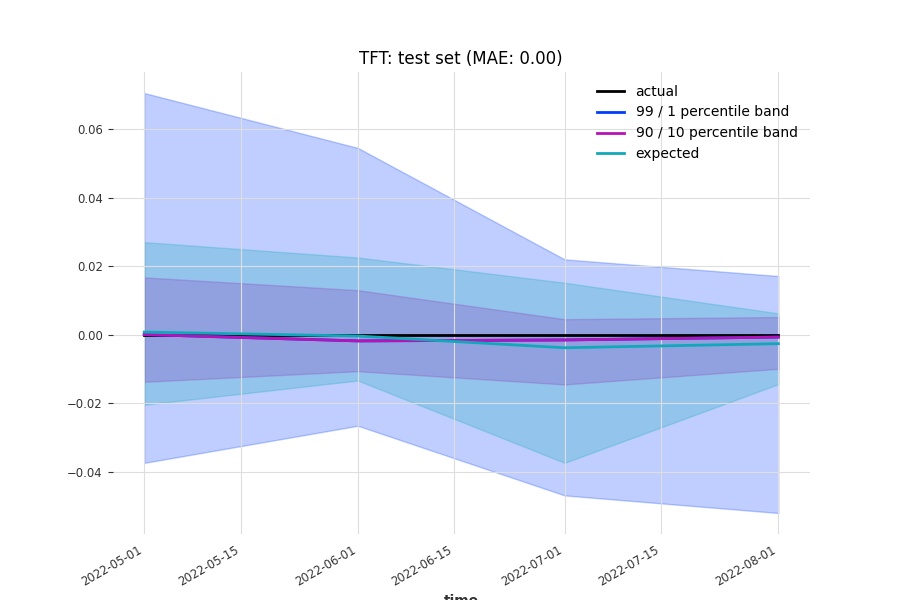 TFT: test set (MAE: 0.00)
actual
99 / 1 percentile band
90 / 10 percentile band
expected
0.06
0.04
0.02
0.00
−0.02
−0.04
2022-05-01
2022-05-15
2022-06-01
2022-06-15
2022-07-01
2022-07-15
2022-08-01
time